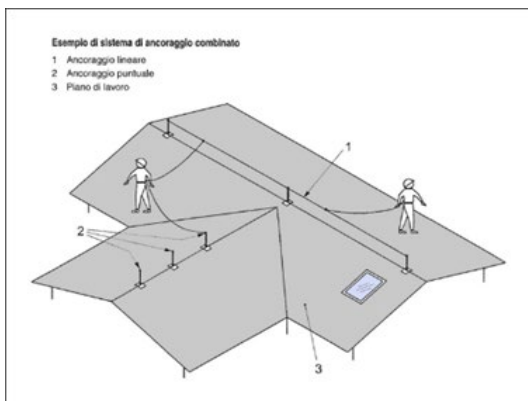 Esempio di sistema di ancoraggio combinato
1 Ancoraggio lineare
2 Ancoraggio puntuale
3 Piano di lavoro
1
2
3